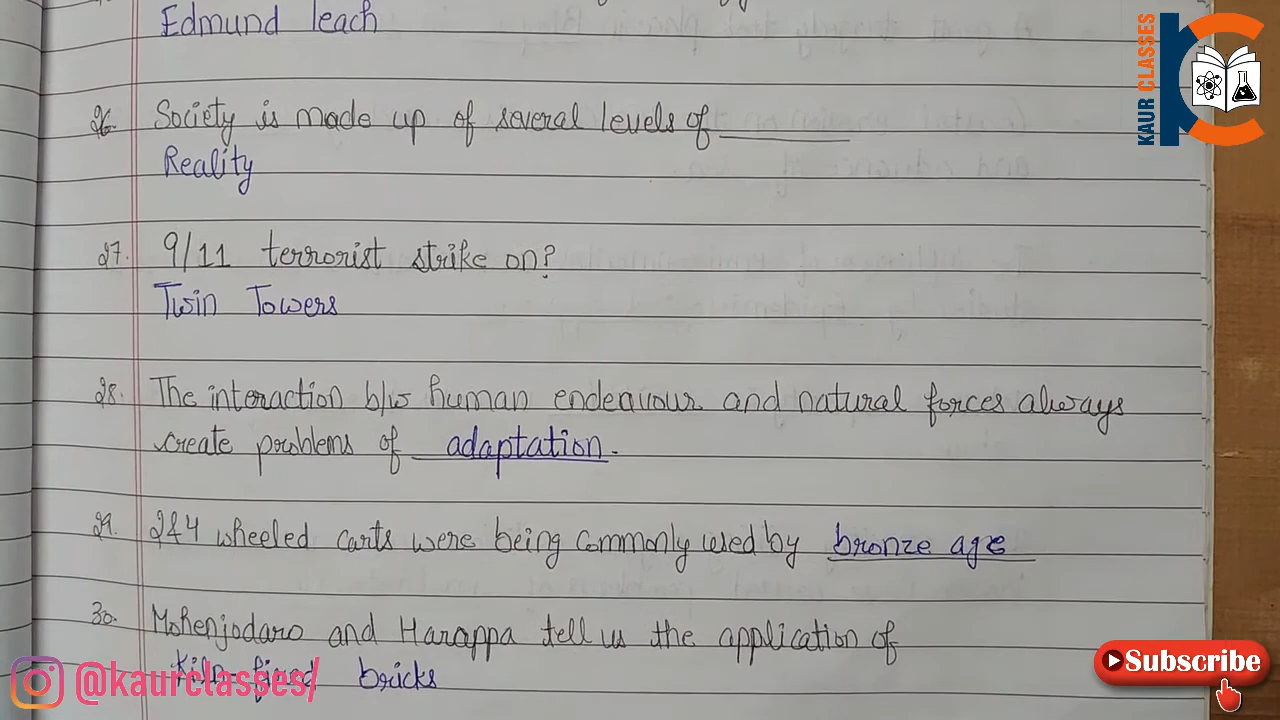 Edmund leach
KAUR CLASSES
26. Society is made up of several levels of ________
Reality
27. 9/11 terrorist strike on?
Twin Towers
28. The interaction b/w human endeavour and natural forces always
create problems of adaptation.
29. 2&4 wheeled carts were being commonly used by bronze age
30. Mohenjodaro and Harappa tell us the application of
Kiln-fired bricks
@kaurclasses/
Subscribe